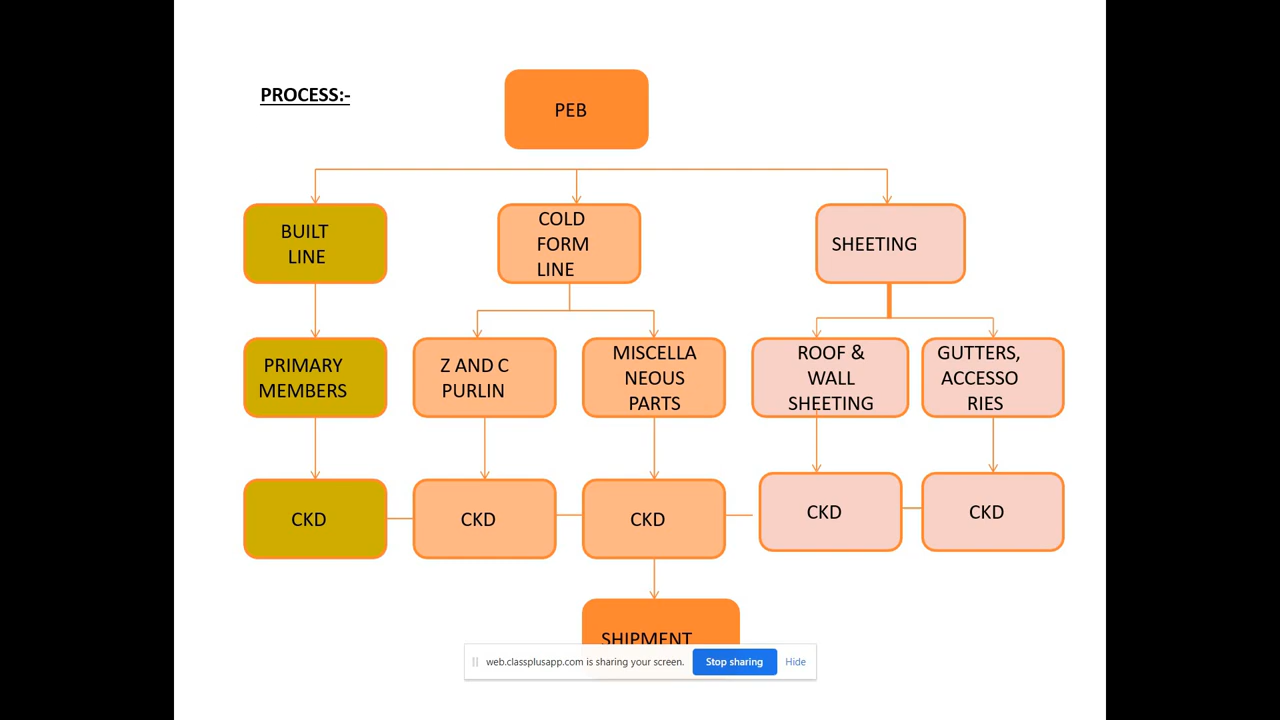 PROCESS:-
PEB
BUILT
LINE
COLD
FORM
LINE
SHEETING
PRIMARY
MEMBERS
Z AND C
PURLIN
MISCELLA
NEOUS
PARTS
ROOF &
WALL
SHEETING
GUTTERS,
ACCESSO
RIES
CKD
CKD
CKD
CKD
CKD
SHIPMENT
web.classplusapp.com is sharing your screen.
Stop sharing
Hide